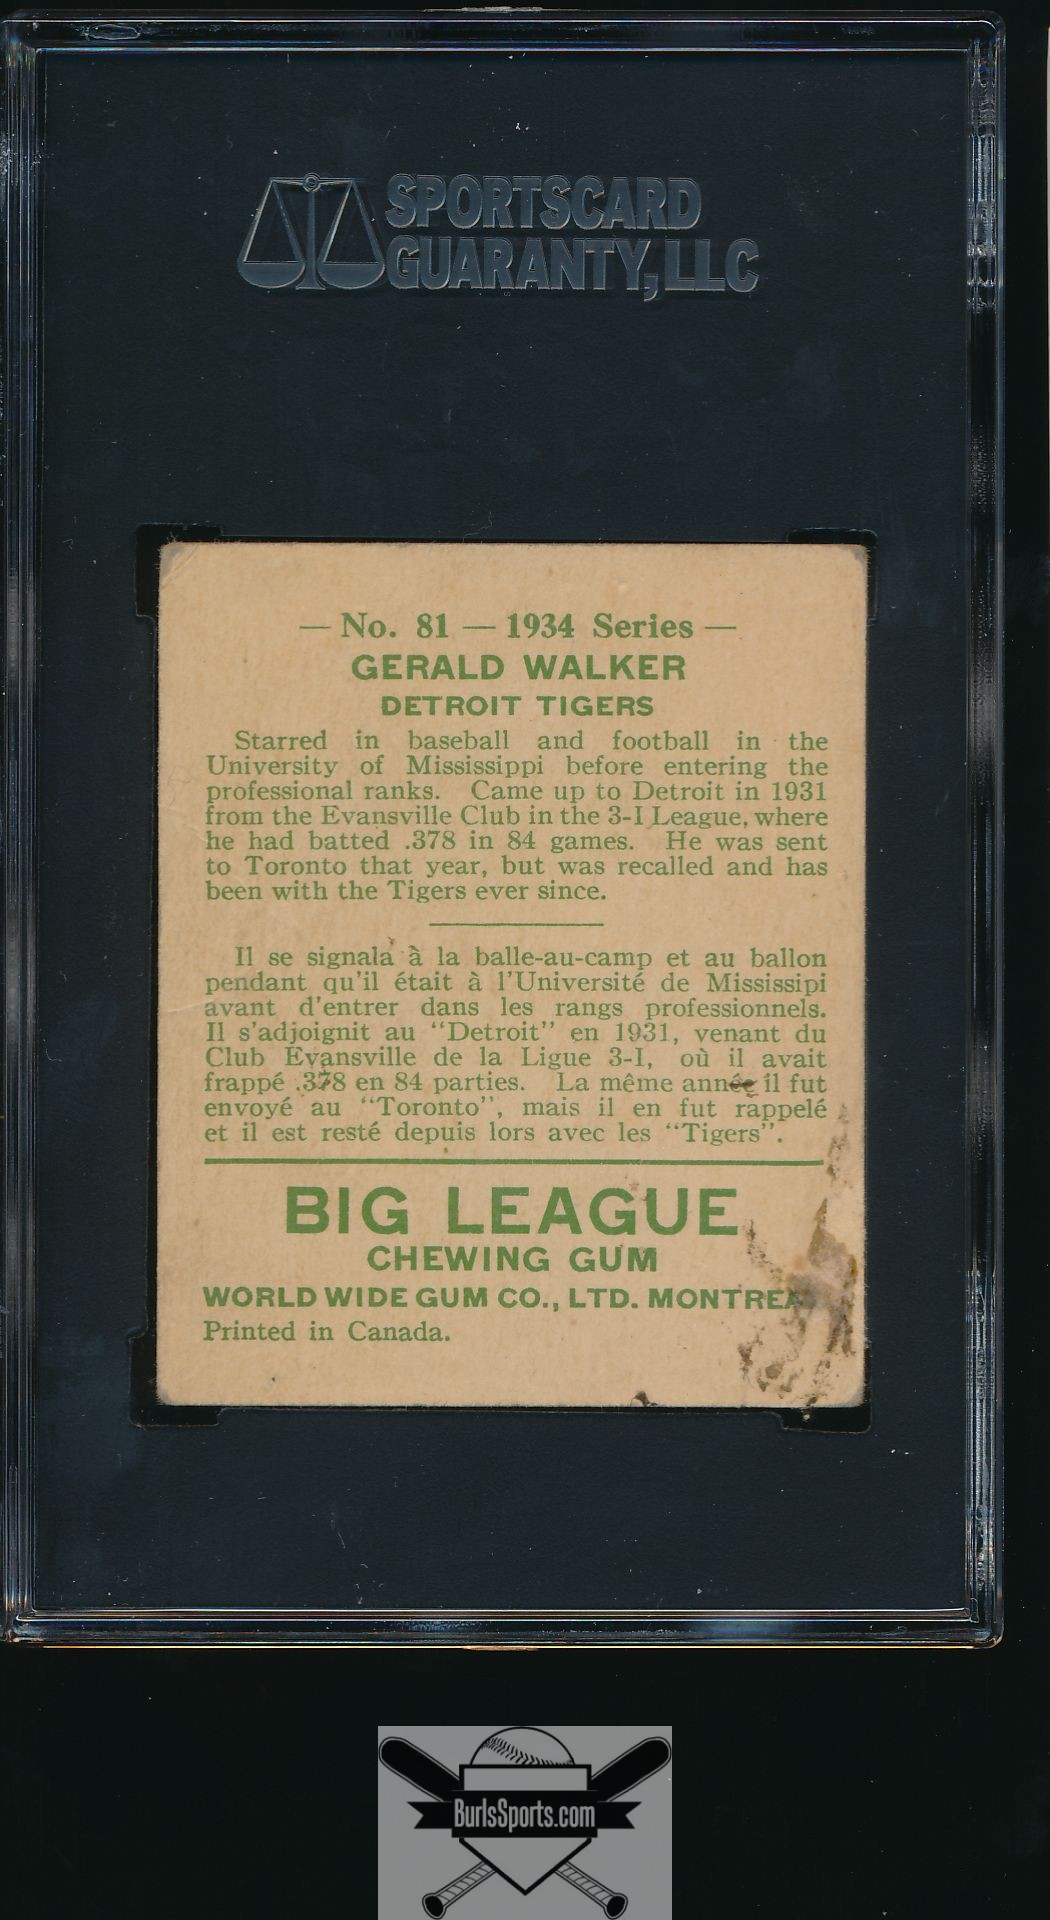 SPORTSCARD
GUARANTY, LLC
— No. 81 — 1934 Series —
GERALD WALKER
DETROIT TIGERS
Starred in baseball and football in the
University of Mississippi before entering the
professional ranks. Came up to Detroit in 1931
from the Evansville Club in the 3-I League, where
he had batted .378 in 84 games. He was sent
to Toronto that year, but was recalled and has
been with the Tigers ever since.
Il se signala à la balle-au-camp et au ballon
pendant qu'il était à l'Université de Mississipi
avant d'entrer dans les rangs professionnels.
Il s'adjoignit au "Detroit" en 1931, venant du
Club Evansville de la Ligue 3-I, où il avait
frappé .378 en 84 parties. La même année il fut
envoyé au "Toronto", mais il en fut rappelé
et il est resté depuis lors avec les "Tigers".
BIG LEAGUE
CHEWING GUM
WORLD WIDE GUM CO., LTD. MONTREAL
Printed in Canada.
BurlsSports.com